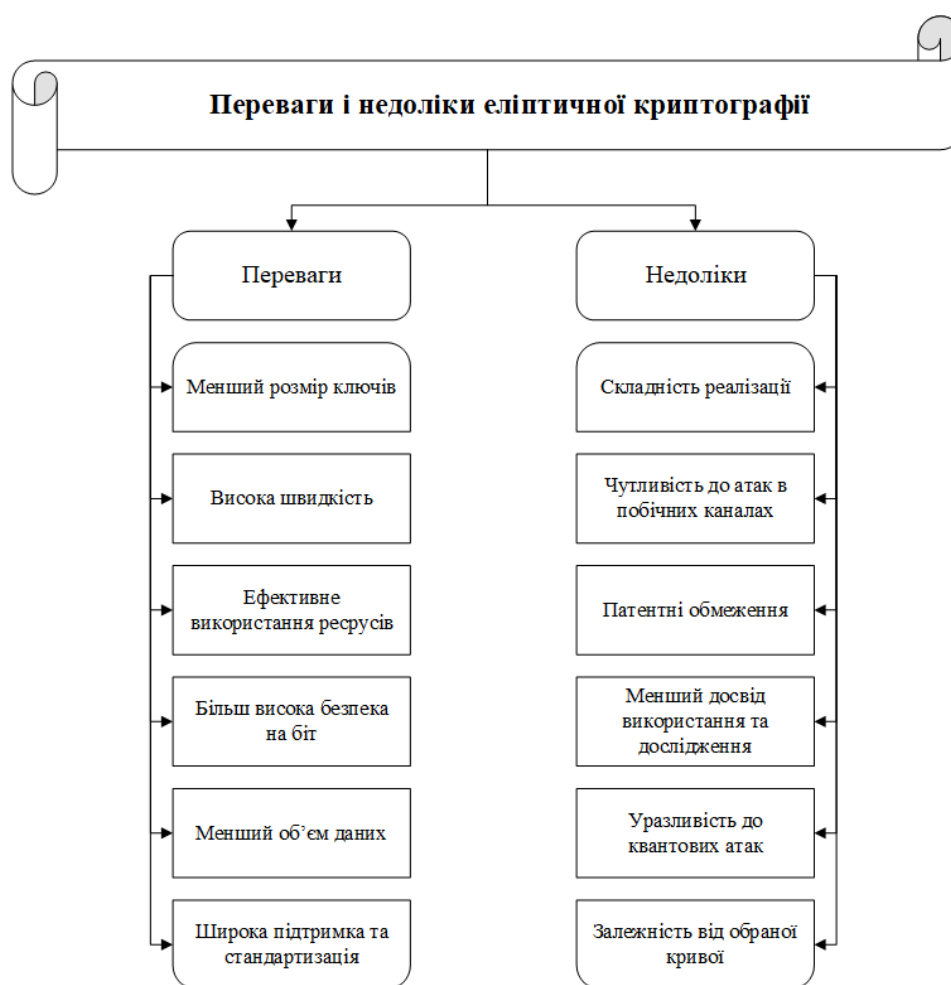 Переваги і недоліки еліптичної криптографії
Переваги
Менший розмір ключів
Висока швидкість
Ефективне
використання ресрусів
Більш висока безпека
на біт
Менший об’єм даних
Широка підтримка та
стандартизація
Недоліки
Складність реалізації
Чутливість до атак в
побічних каналах
Патентні обмеження
Менший досвід
використання та
дослідження
Уразливість до
квантових атак
Залежність від обраної
кривої